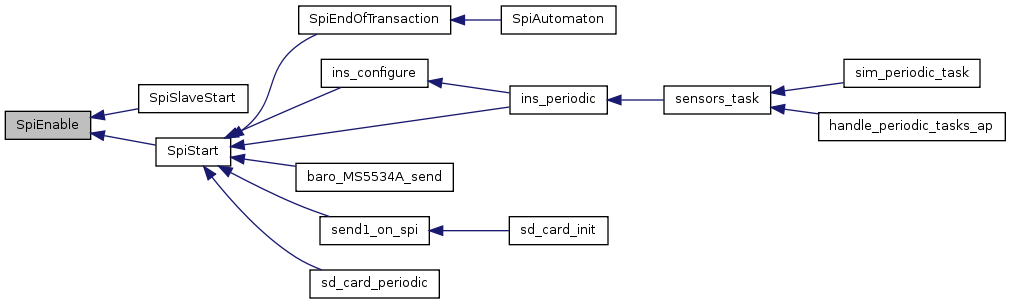 SpiEndOfTransaction
SpiAutomaton
ins_configure
sim_periodic_task
SpiSlaveStart
ins_periodic
sensors_task
SpiEnable
handle_periodic_tasks_ap
SpiStart
baro_MS5534A_send
send1_on_spi
sd_card_init
sd_card_periodic